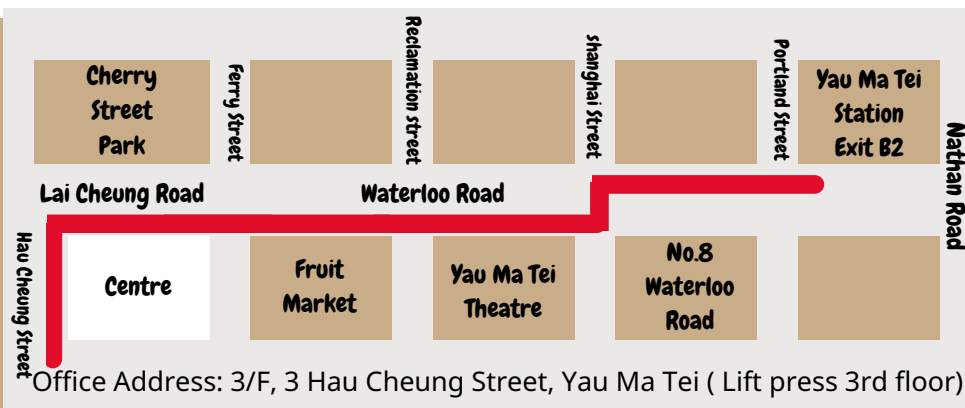 Cherry
Street
Park
Ferry Street
Reclamation street
shanghai Street
Portland Street
Yau Ma Tei
Station
Exit B2
Nathan Road
Lai Cheung Road
Waterloo Road
Hau Cheung Street
Centre
Fruit
Market
Yau Ma Tei
Theatre
No.8
Waterloo
Road
Office Address: 3/F, 3 Hau Cheung Street, Yau Ma Tei ( Lift press 3rd floor)